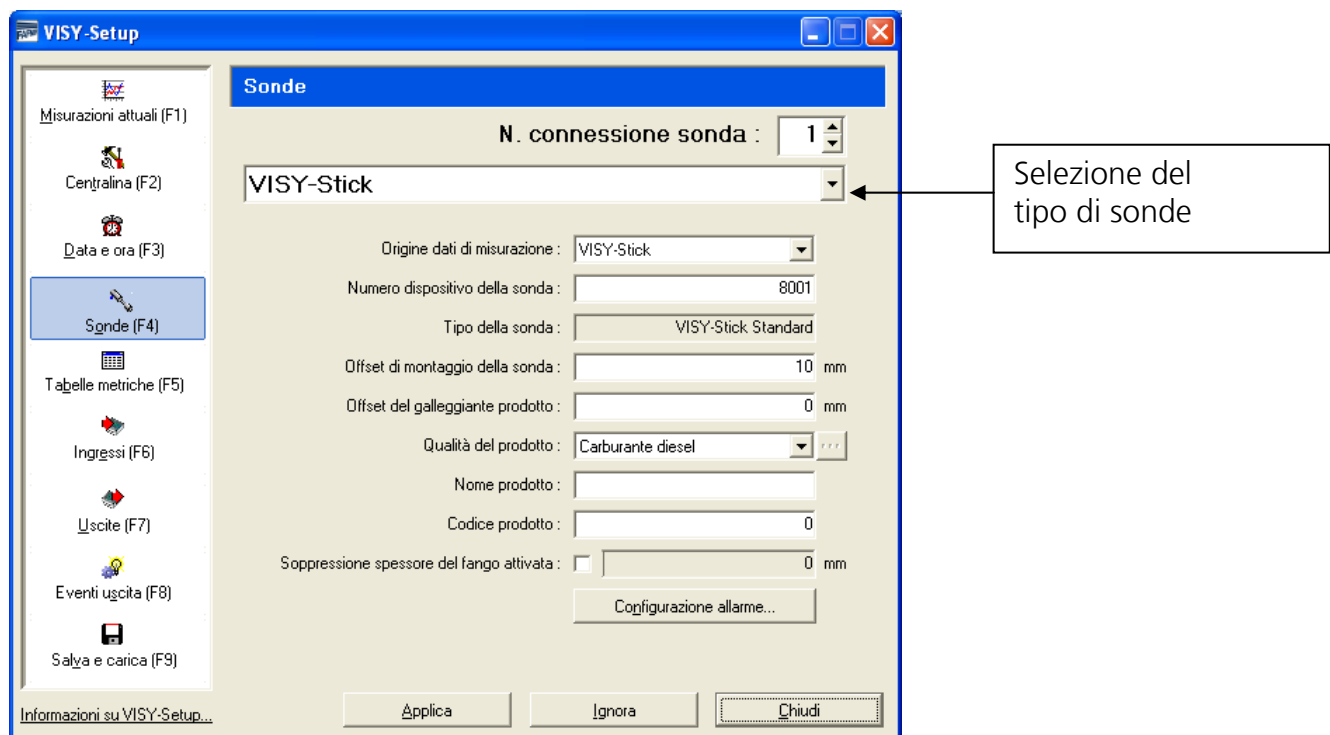 VISY-Setup
Misurazioni attuali (F1)
Centralina (F2)
Data e ora (F3)
Sonde (F4)
Tabelle metriche (F5)
Ingressi (F6)
Uscite (F7)
Eventi uscita (F8)
Salva e carica (F9)
Informazioni su VISY-Setup...
Sonde
N. connessione sonda : 1
VISY-Stick
Origine dati di misurazione : VISY-Stick
Numero dispositivo della sonda : 8001
Tipo della sonda : VISY-Stick Standard
Offset di montaggio della sonda : 10 mm
Offset del galleggiante prodotto : 0 mm
Qualità del prodotto : Carburante diesel ...
Nome prodotto :
Codice prodotto : 0
Soppressione spessore del fango attivata : 0 mm
Configurazione allarme...
Applica Ignora Chiudi
Selezione del
tipo di sonde